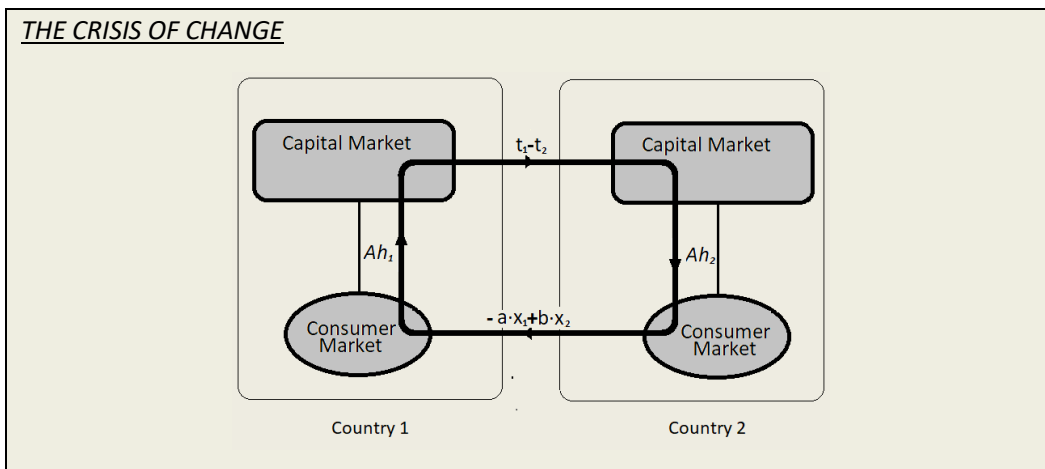 THE CRISIS OF CHANGE
Capital Market
t₁-t₂
Capital Market
Ah₁
Ah₂
- a·x₁+b·x₂
Consumer
Market
Consumer
Market
Country 1
Country 2